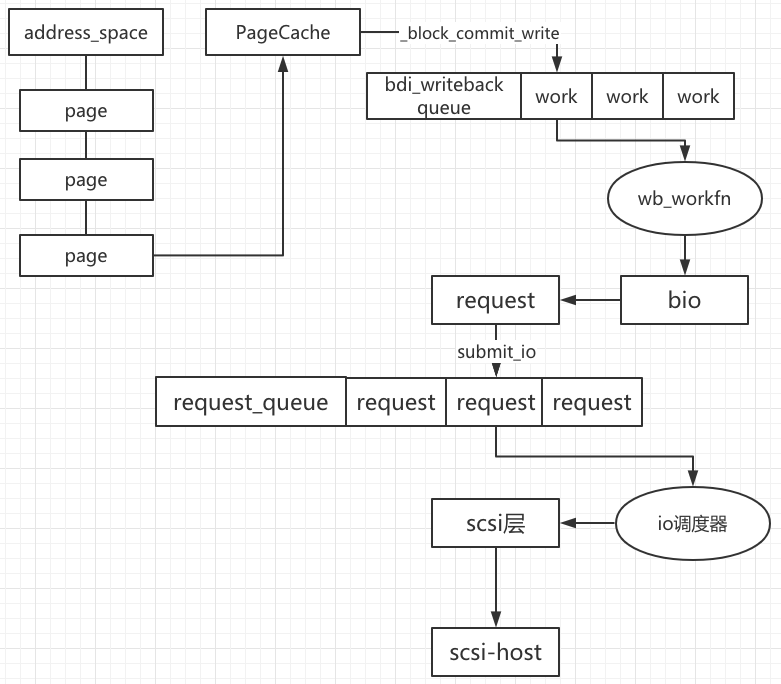 address_space
PageCache
_block_commit_write
page
bdi_writeback
queue
work
work
work
page
wb_workfn
page
request
bio
submit_io
request_queue
request
request
request
scsi层
io调度器
scsi-host